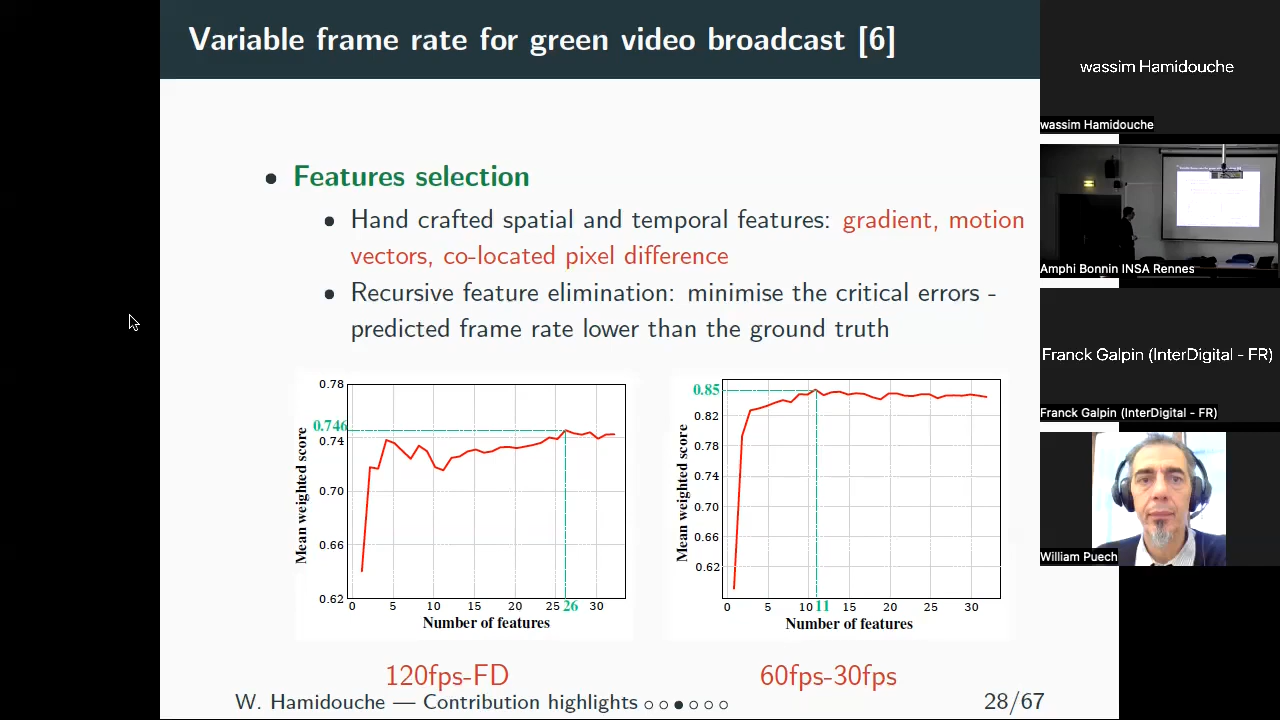 Variable frame rate for green video broadcast [6]
• Features selection
• Hand crafted spatial and temporal features: gradient, motion
vectors, co-located pixel difference
• Recursive feature elimination: minimise the critical errors -
predicted frame rate lower than the ground truth
Mean weighted score
0.78
0.746
0.74
0.70
0.66
0.62
0 5 10 15 20 25 26 30
Number of features
120fps-FD
Mean weighted score
0.85
0.82
0.78
0.74
0.70
0.66
0.62
0 5 10 11 15 20 25 30
Number of features
60fps-30fps
W. Hamidouche — Contribution highlights
28/67
wassim Hamidouche
wassim Hamidouche
Amphi Bonnin INSA Rennes
Franck Galpin (InterDigital - FR)
Franck Galpin (InterDigital - FR)
William Puech